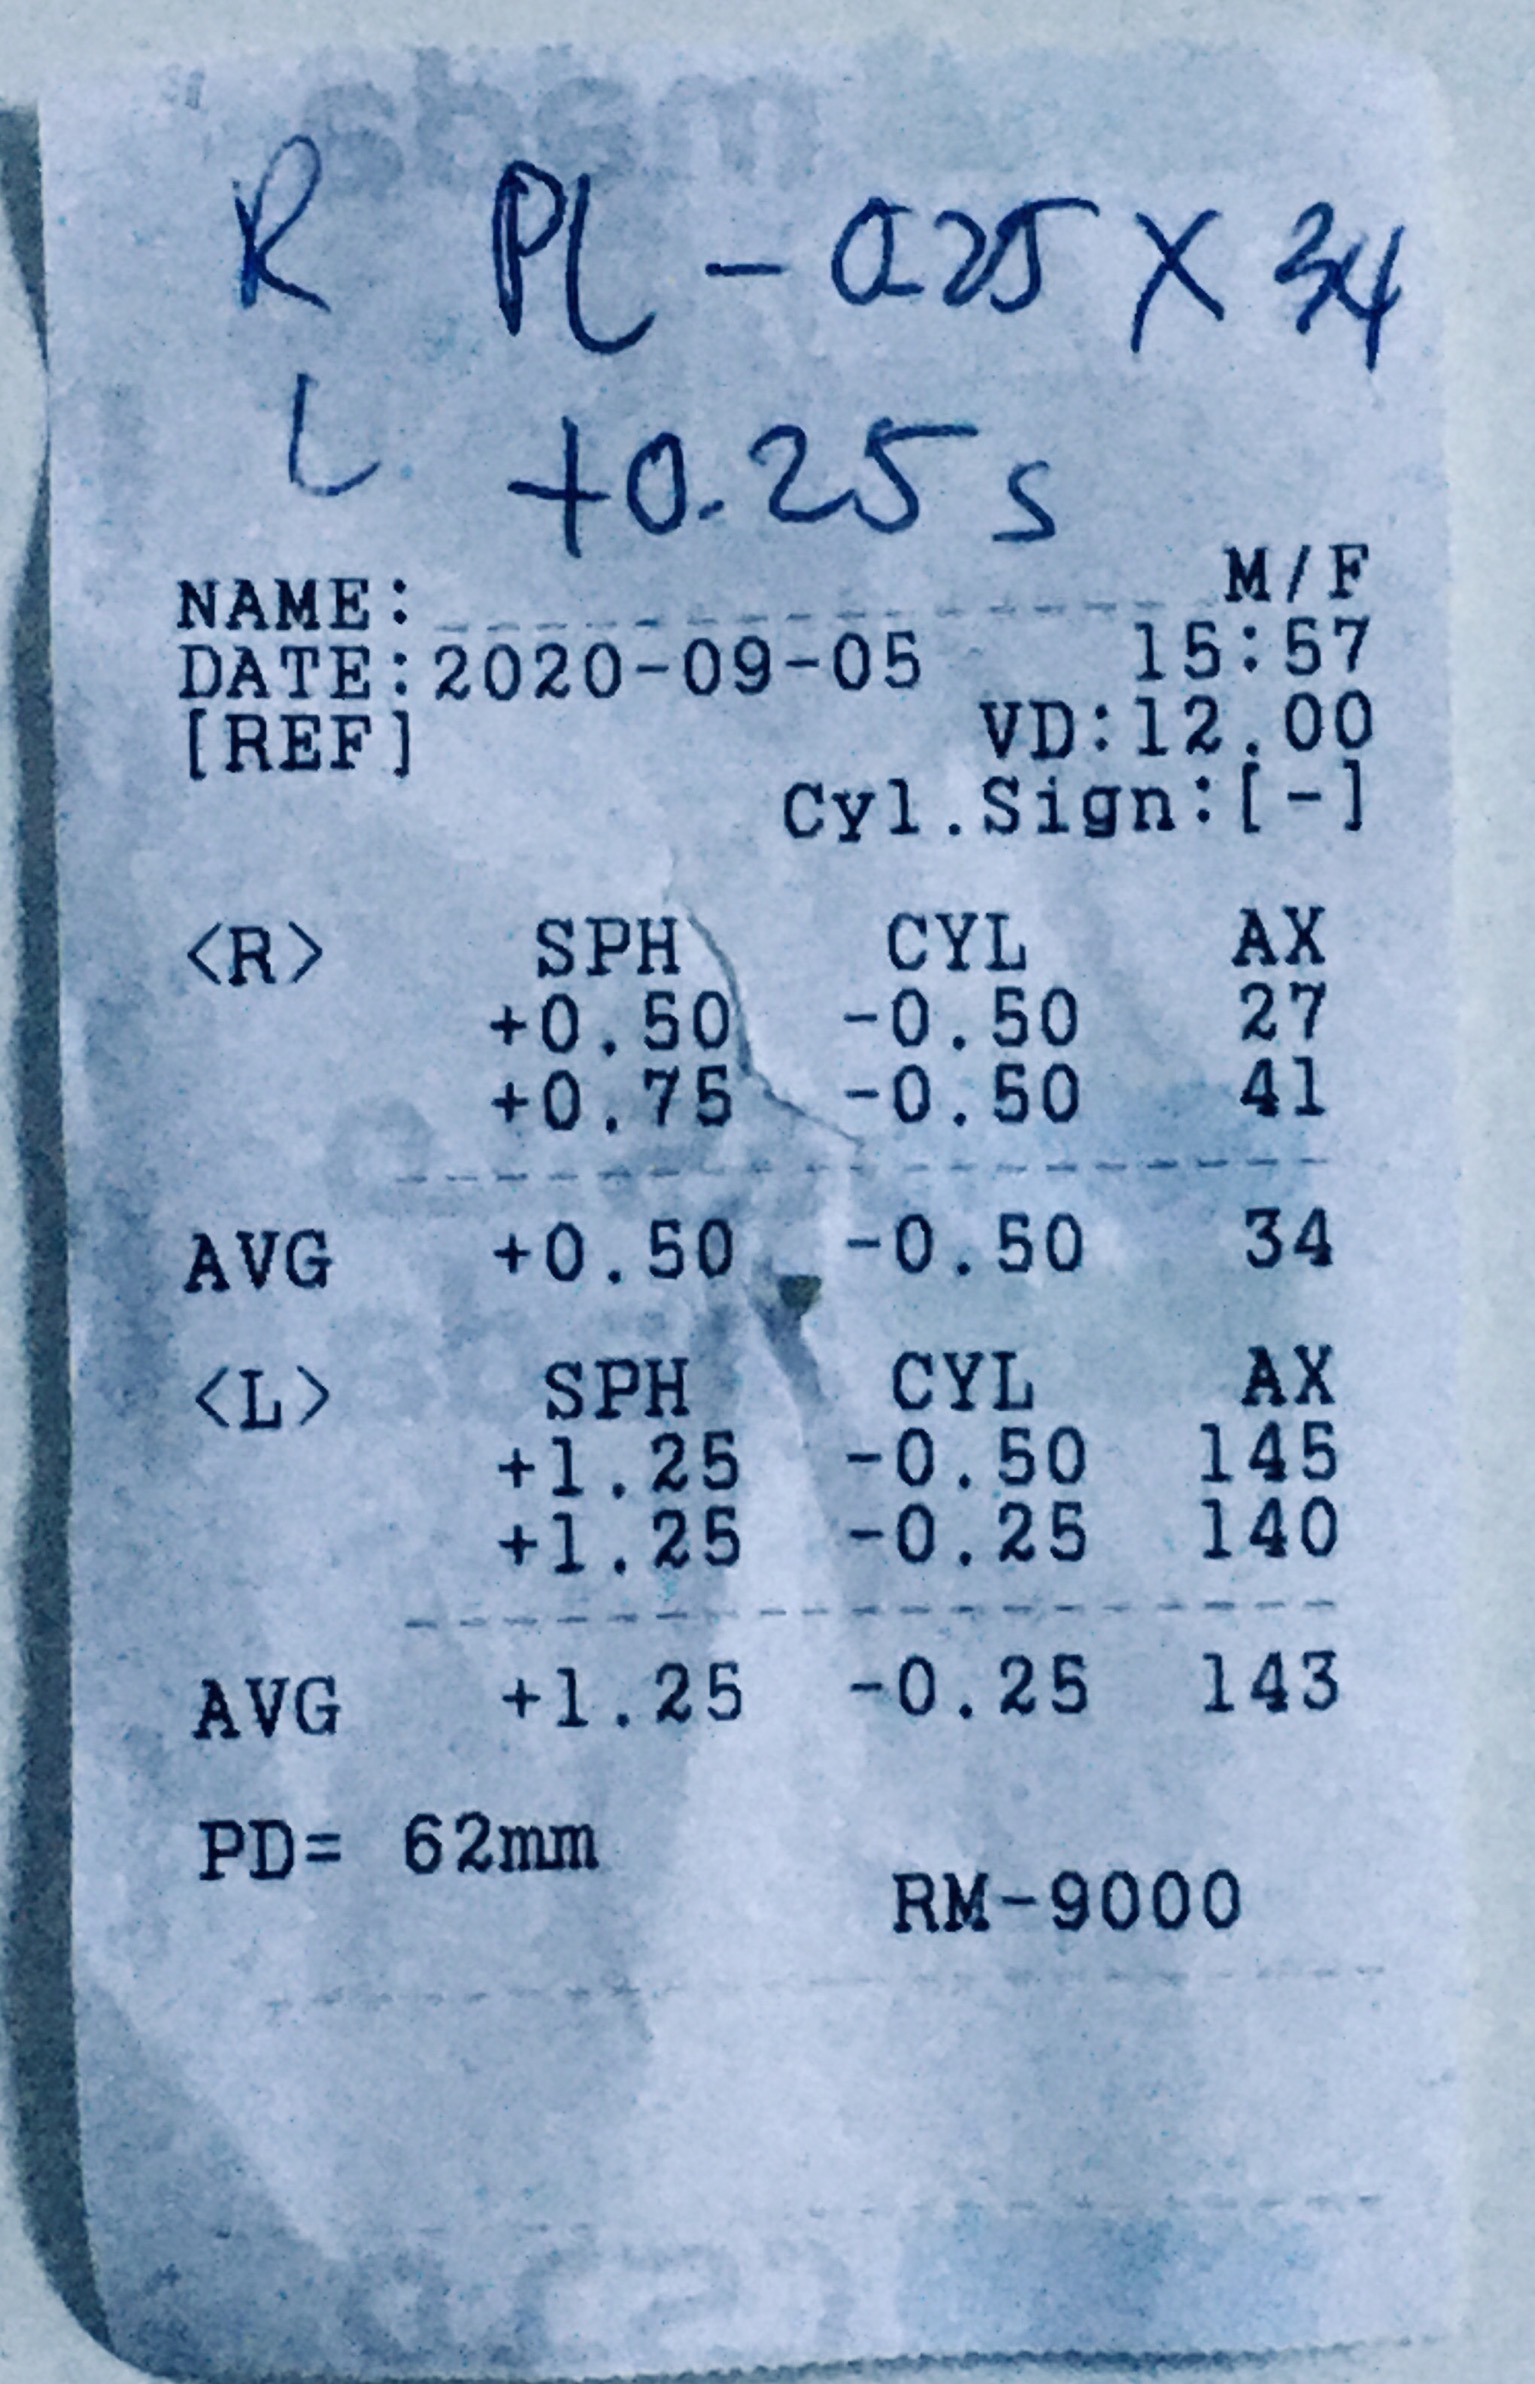 R PL - 0.25 X 34
L +0.25 s
M/F
NAME:
DATE:2020-09-05 15:57
[REF] VD:12.00
Cyl.Sign:[-]
<R> SPH CYL AX
+0.50 -0.50 27
+0.75 -0.50 41
AVG +0.50 -0.50 34
<L> SPH CYL AX
+1.25 -0.50 145
+1.25 -0.25 140
AVG +1.25 -0.25 143
PD= 62mm
RM-9000